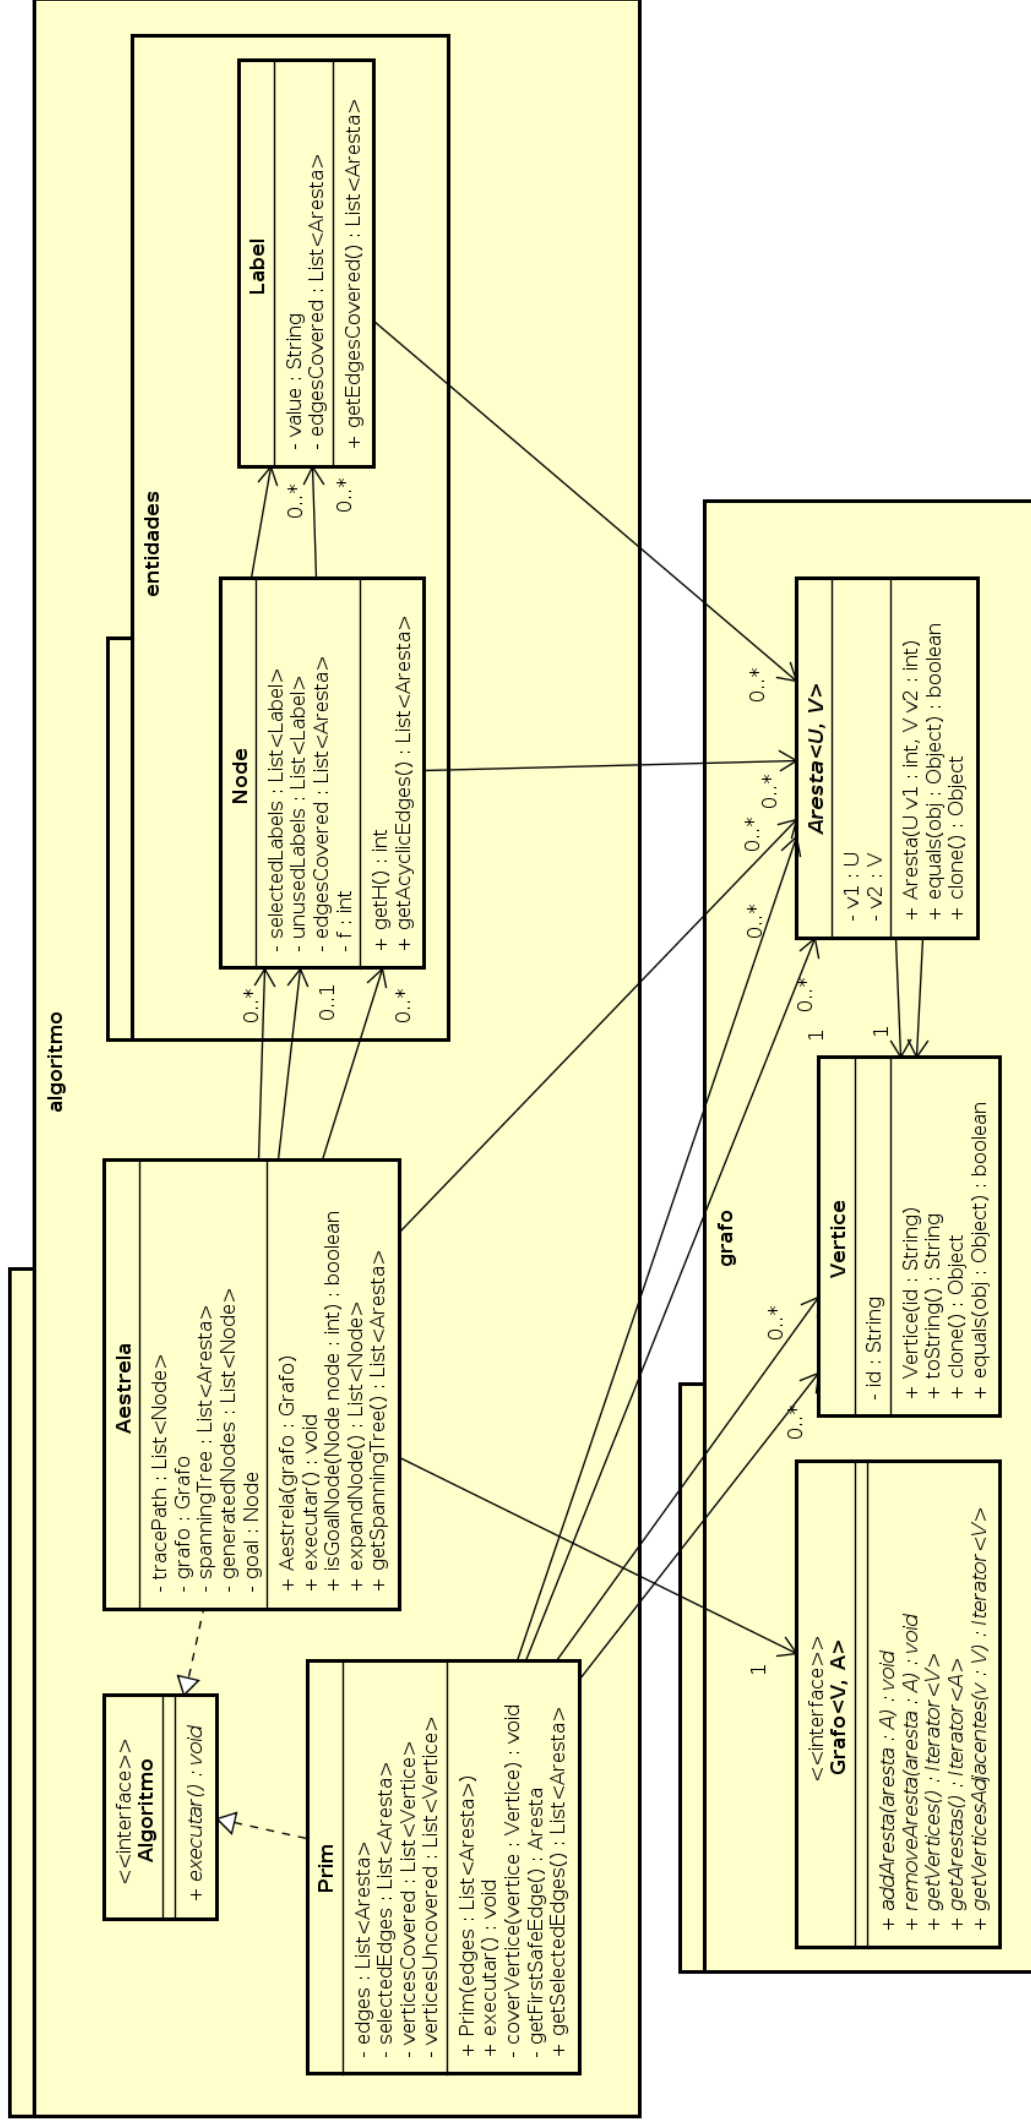 algoritmo
<<interface>>
Algoritmo
+ executar() : void
Prim
- edges : List<Aresta>
- selectedEdges : List<Aresta>
- verticesCovered : List<Vertice>
- verticesUncovered : List<Vertice>
+ Prim(edges : List<Aresta>)
+ executar() : void
- coverVertice(vertice : Vertice) : void
- getFirstSafeEdge() : Aresta
+ getSelectedEdges() : List<Aresta>
Aestrela
- tracePath : List<Node>
- grafo : Grafo
- spanningTree : List<Aresta>
- generatedNodes : List<Node>
- goal : Node
+ Aestrela(grafo : Grafo)
+ executar() : void
+ isGoalNode(Node node : int) : boolean
+ expandNode() : List<Node>
+ getSpanningTree() : List<Aresta>
entidades
0..*
0..1
0..*
Node
- selectedLabels : List<Label>
- unusedLabels : List<Label>
- edgesCovered : List<Aresta>
- f : int
+ getH() : int
+ getAcyclicEdges() : List<Aresta>
0..*
0..*
Label
- value : String
- edgesCovered : List<Aresta>
+ getEdgesCovered() : List<Aresta>
grafo
1
<<interface>>
Grafo<V, A>
+ addAresta(aresta : A) : void
+ removeAresta(aresta : A) : void
+ getVertices() : Iterator<V>
+ getArestas() : Iterator<A>
+ getVerticesAdjacentes(v : V) : Iterator<V>
0..*
0..*
Vertice
- id : String
+ Vertice(id : String)
+ toString() : String
+ clone() : Object
+ equals(obj : Object) : boolean
1
1
0..*
0..*
0..*
0..*
0..*
Aresta<U, V>
- v1 : U
- v2 : V
+ Aresta(U v1 : int, V v2 : int)
+ equals(obj : Object) : boolean
+ clone() : Object